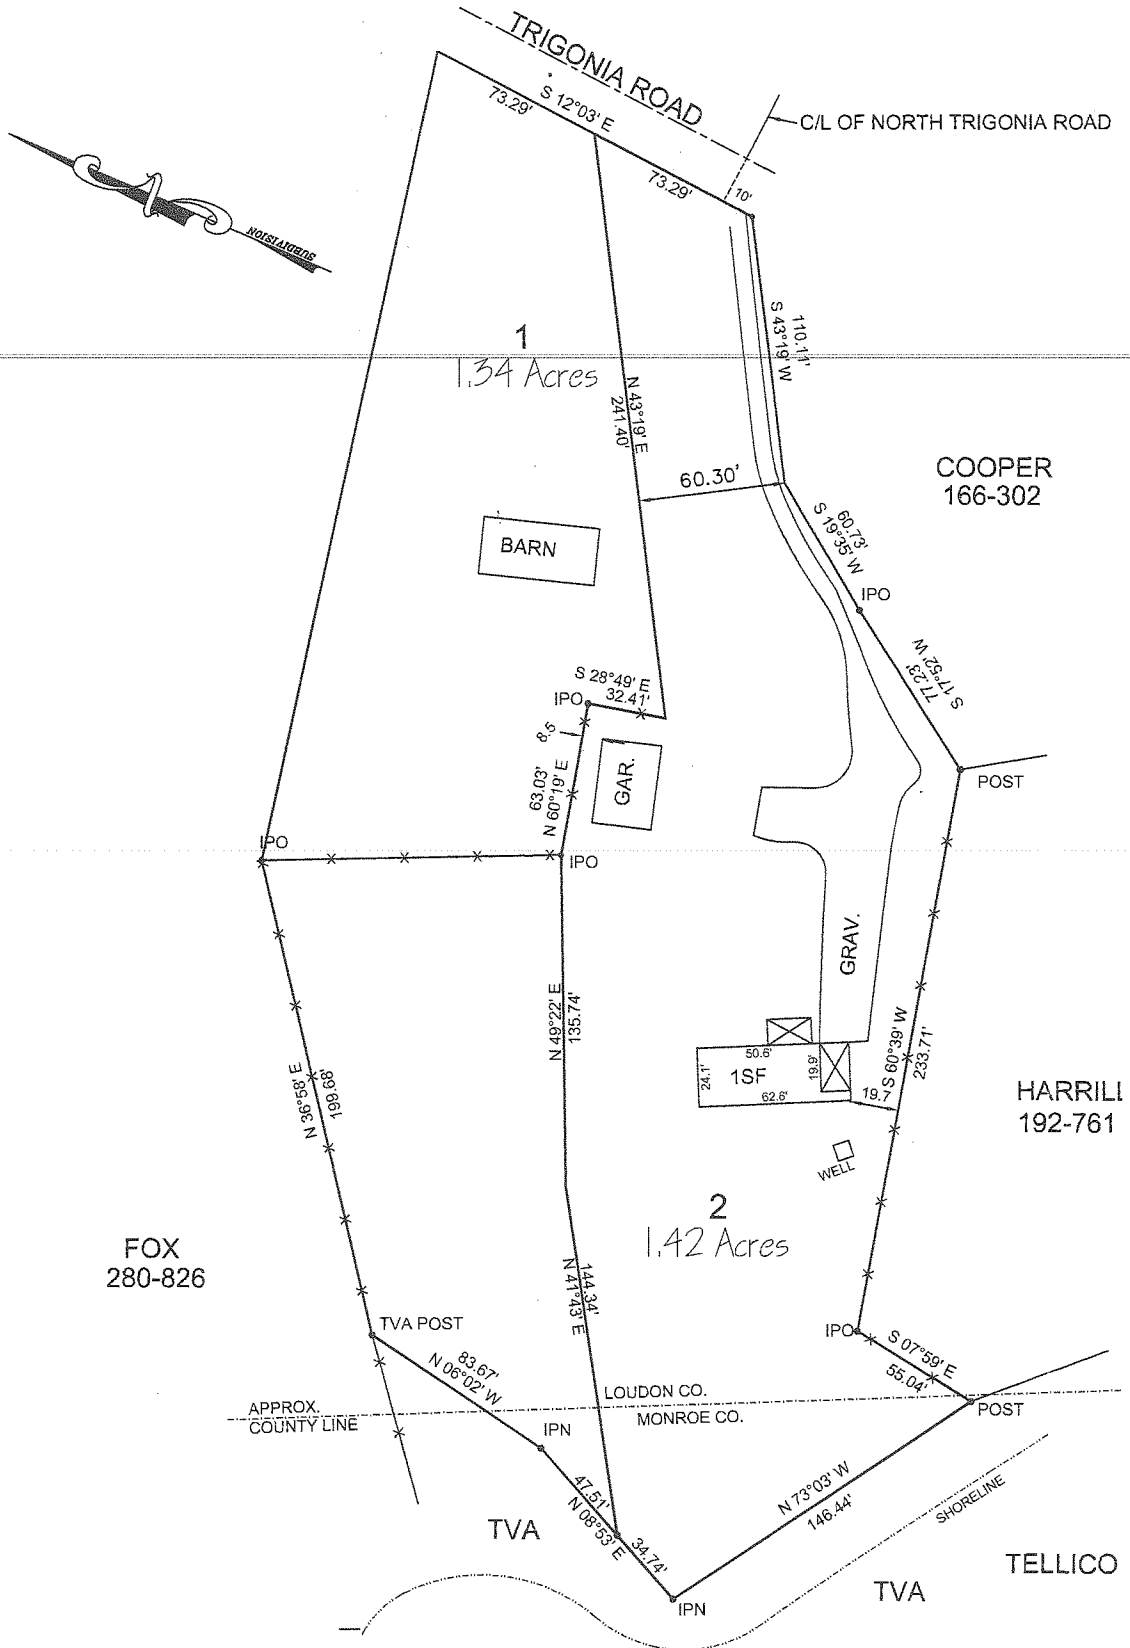 TRIGONIA ROAD
S 12°03' E
73.29'
73.29'
10'
C/L OF NORTH TRIGONIA ROAD
SUBDIVISION
110.11'
S 43°19' W
1
1.34 Acres
N 43°19' E
241.40'
60.30'
COOPER
166-302
60.73'
S 19°35' W
BARN
IPO
S 17°52' W
77.23'
S 28°49' E
32.41'
IPO
8.5
GAR.
63.03'
N 60°19' E
POST
IPO
IPO
GRAV.
N 49°22' E
135.74'
S 60°39' W
233.71'
50.6'
24.1'
1SF
19.9'
62.6'
19.7
N 36°58' E
199.68'
HARRILL
192-761
WELL
2
1.42 Acres
FOX
280-826
144.34'
N 41°43' E
TVA POST
IPO
S 07°59' E
55.04'
83.67'
N 06°02' W
LOUDON CO.
MONROE CO.
APPROX.
COUNTY LINE
POST
IPN
N 73°03' W
146.44'
47.51'
N 08°53' E
34.74'
SHORELINE
TVA
TELLICO
TVA
IPN